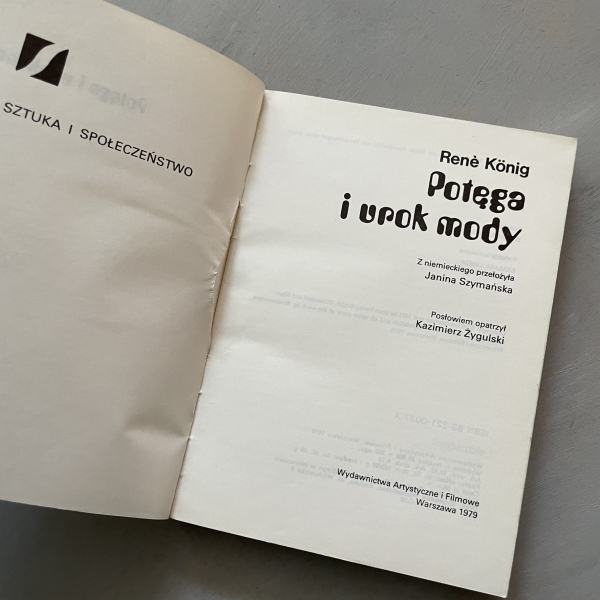 SZTUKA I SPOŁECZEŃSTWO
Renè König
Potęga
i urok mody
Z niemieckiego przełożyła
Janina Szymańska
Posłowiem opatrzył
Kazimierz Żygulski
Wydawnictwa Artystyczne i Filmowe
Warszawa 1979